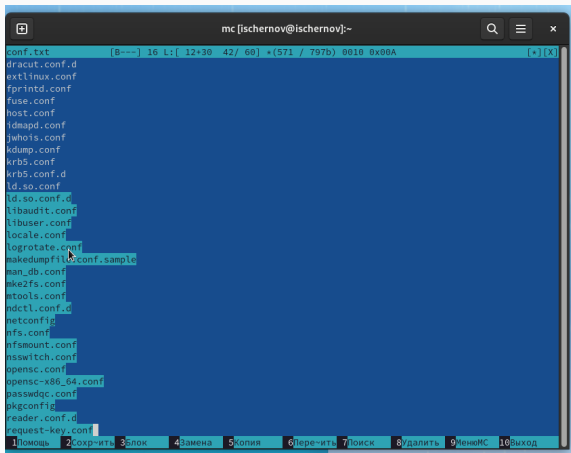 mc [ischernov@ischernov]:~
conf.txt [B---] 16 L:[ 12+30 42/ 60] *(571 / 797b) 0010 0x00A [*][X]
dracut.conf.d
extlinux.conf
fprintd.conf
fuse.conf
host.conf
idmapd.conf
jwhois.conf
kdump.conf
krb5.conf
krb5.conf.d
ld.so.conf
ld.so.conf.d
libaudit.conf
libuser.conf
locale.conf
logrotate.conf
makedumpfile.conf.sample
man_db.conf
mke2fs.conf
mtools.conf
ndctl.conf.d
netconfig
nfs.conf
nfsmount.conf
nsswitch.conf
opensc.conf
opensc-x86_64.conf
passwdqc.conf
pkgconfig
reader.conf.d
request-key.conf
1Помощь 2Сохр~ить 3Блок 4Замена 5Копия 6Пере~ить 7Поиск 8Удалить 9МенюMC 10Выход